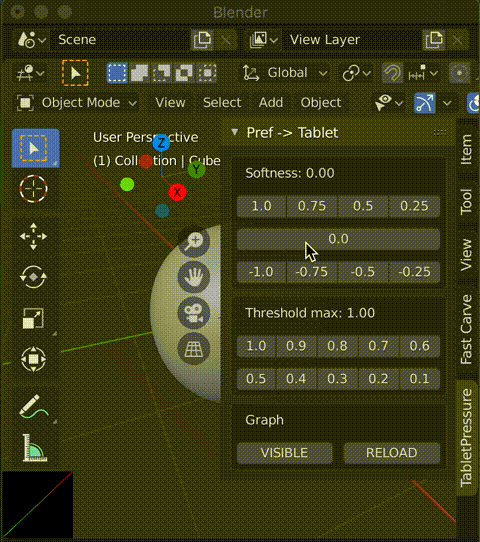 Blender
Scene
View Layer
Global
Object Mode
View
Select
Add
Object
User Perspective
(1) Coll tion | Cube
Z
Y
X
Pref -> Tablet
Softness: 0.00
1.0 0.75 0.5 0.25
0.0
-1.0 -0.75 -0.5 -0.25
Threshold max: 1.00
1.0 0.9 0.8 0.7 0.6
0.5 0.4 0.3 0.2 0.1
Graph
VISIBLE RELOAD
Item
Tool
View
Fast Carve
TabletPressure